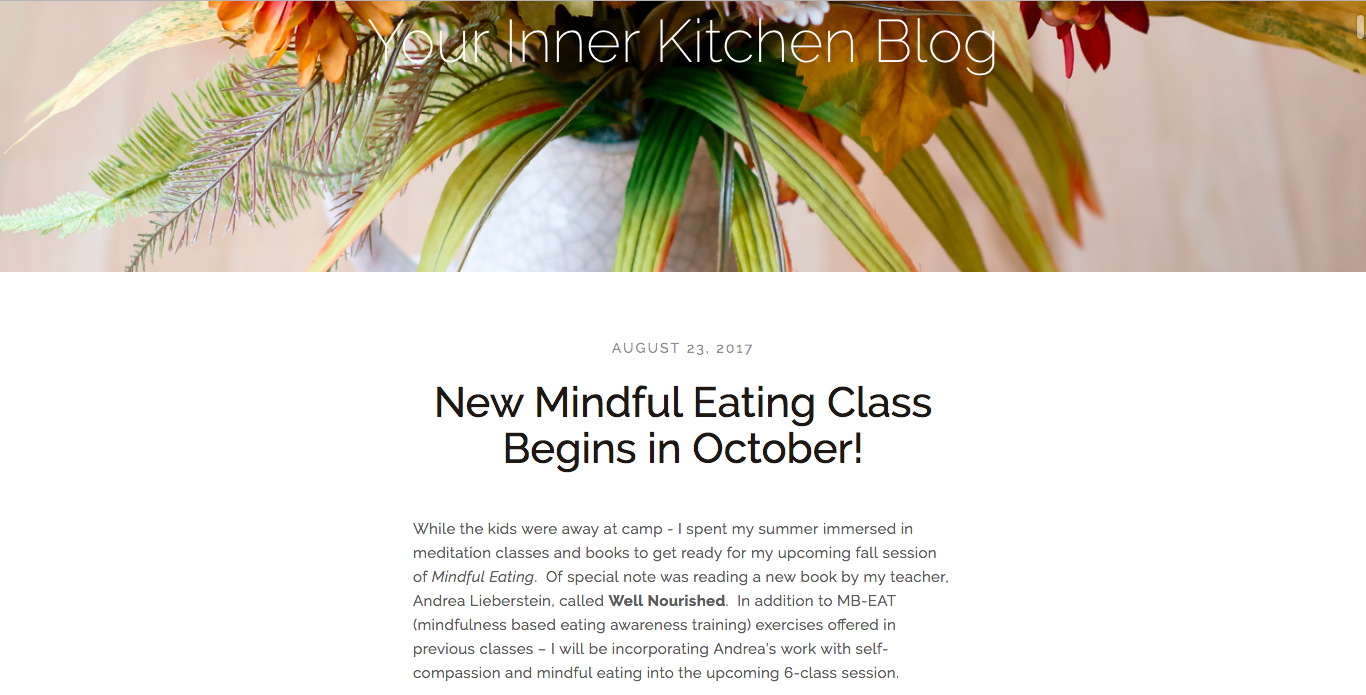 Your Inner Kitchen Blog
AUGUST 23, 2017
New Mindful Eating Class
Begins in October!
While the kids were away at camp - I spent my summer immersed in
meditation classes and books to get ready for my upcoming fall session
of Mindful Eating.  Of special note was reading a new book by my teacher,
Andrea Lieberstein, called Well Nourished.  In addition to MB-EAT
(mindfulness based eating awareness training) exercises offered in
previous classes – I will be incorporating Andrea's work with self-
compassion and mindful eating into the upcoming 6-class session.